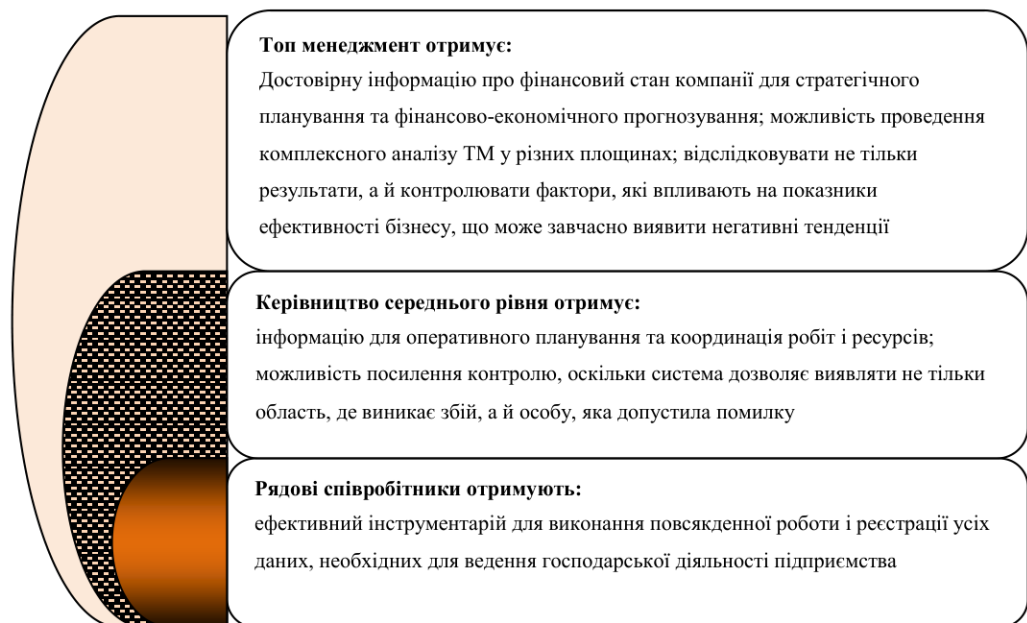 Топ менеджмент отримує:
Достовірну інформацію про фінансовий стан компанії для стратегічного
планування та фінансово-економічного прогнозування; можливість проведення
комплексного аналізу ТМ у різних площинах; відслідковувати не тільки
результати, а й контролювати фактори, які впливають на показники
ефективності бізнесу, що може завчасно виявити негативні тенденції
Керівництво середнього рівня отримує:
інформацію для оперативного планування та координація робіт і ресурсів;
можливість посилення контролю, оскільки система дозволяє виявляти не тільки
область, де виникає збій, а й особу, яка допустила помилку
Рядові співробітники отримують:
ефективний інструментарій для виконання повсякденної роботи і реєстрації усіх
даних, необхідних для ведення господарської діяльності підприємства